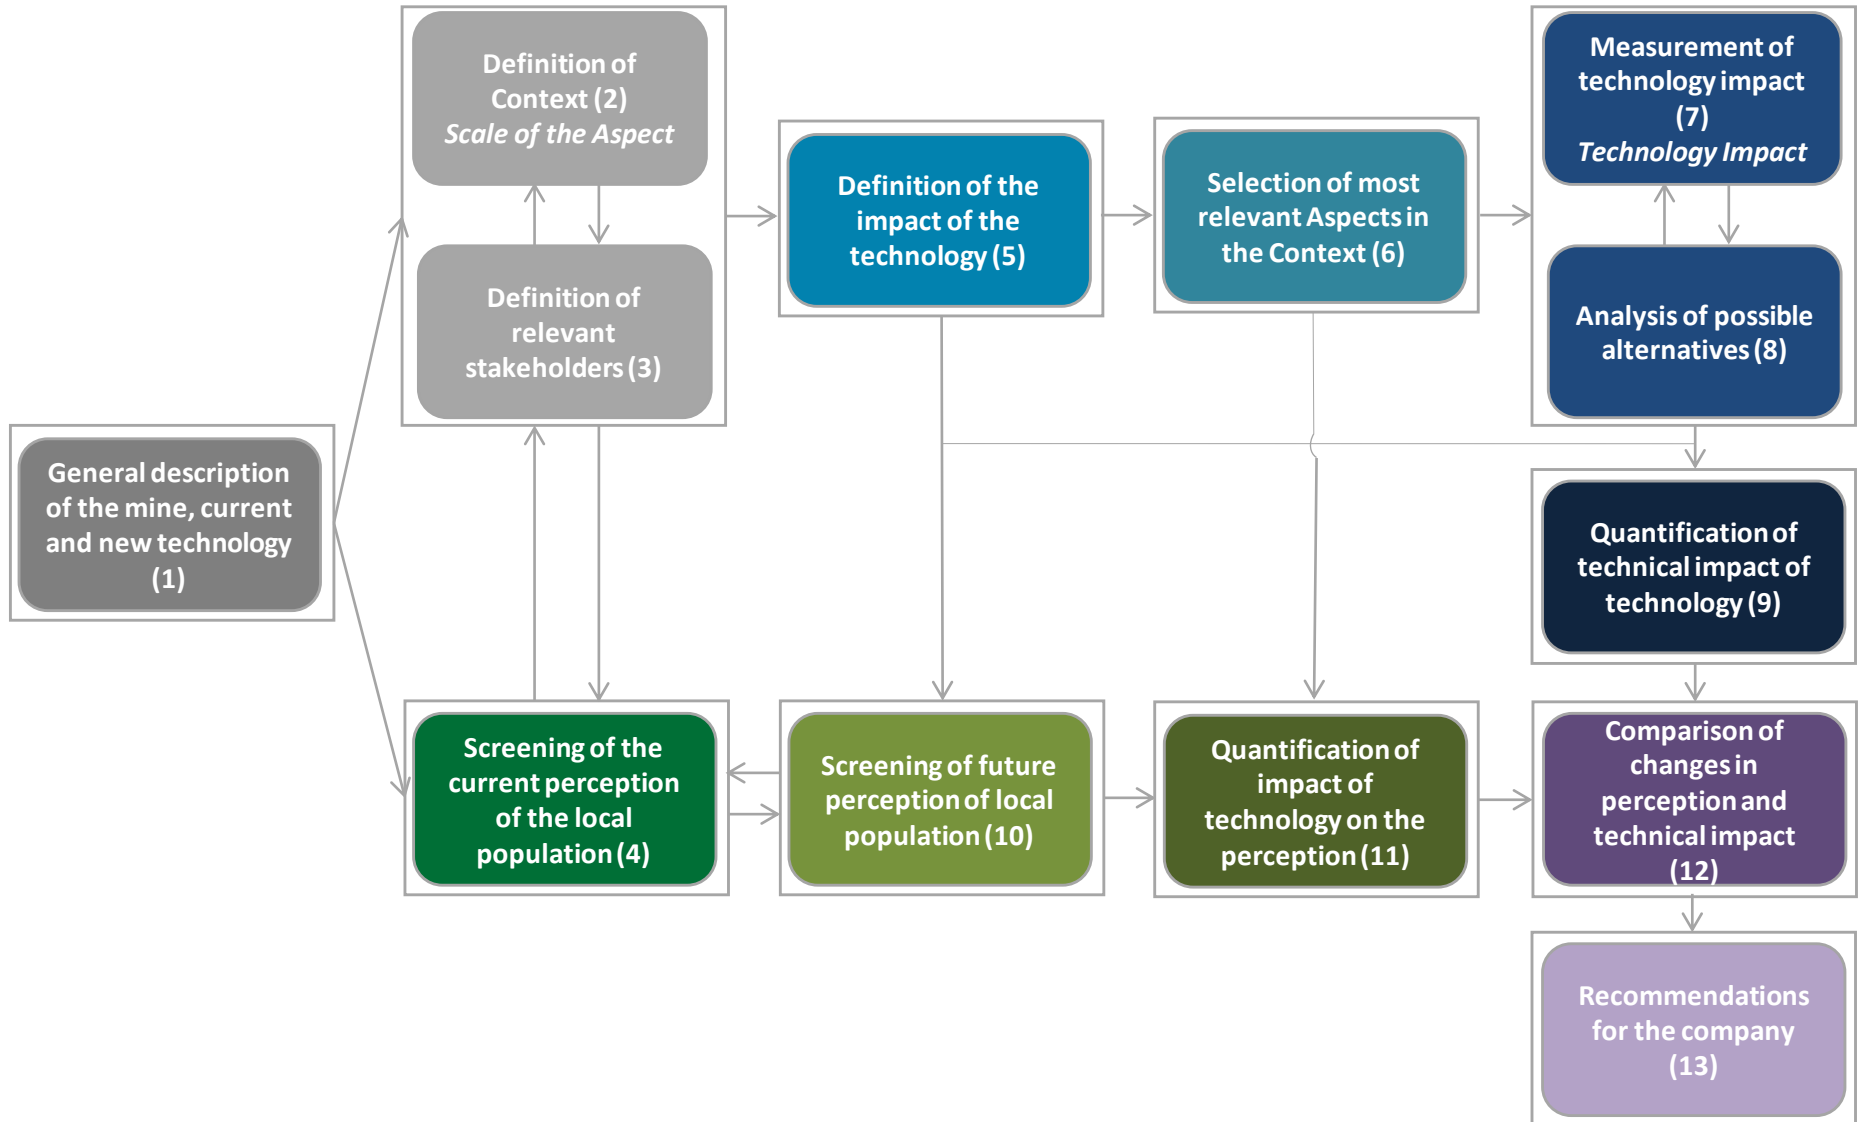 Definition of
Context (2)
Scale of the Aspect
Definition of
relevant
stakeholders (3)
General description
of the mine, current
and new technology
(1)
Screening of the
current perception
of the local
population (4)
Definition of the
impact of the
technology (5)
Selection of most
relevant Aspects in
the Context (6)
Measurement of
technology impact
(7)
Technology Impact
Analysis of possible
alternatives (8)
Quantification of
technical impact of
technology (9)
Screening of future
perception of local
population (10)
Quantification of
impact of
technology on the
perception (11)
Comparison of
changes in
perception and
technical impact
(12)
Recommendations
for the company
(13)